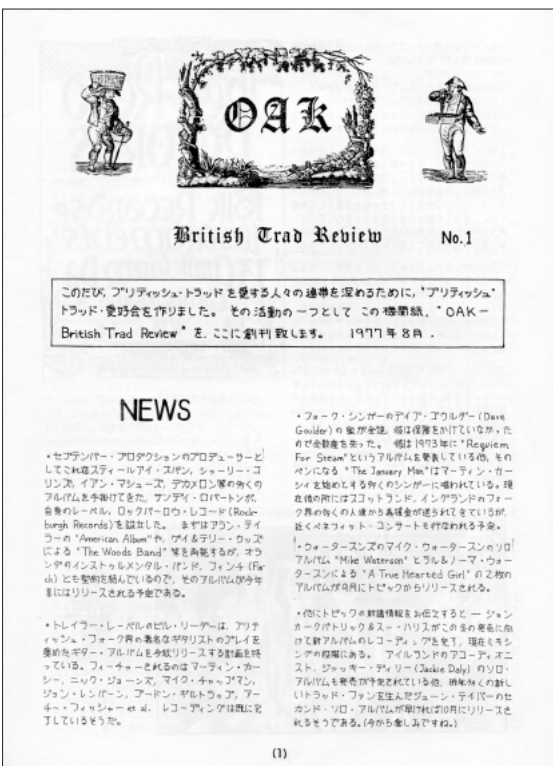 OAK
British Trad Review No.1
このたび、ブリティッシュ・トラッドを愛する人々の連帯を深めるために、"ブリティッシュ・
トラッド・愛好会を作りました。 その活動の一つとして この機関紙、"OAK—
British Trad Review" を、ここに創刊致します。 1977年8月.
NEWS
・セプテンバー・プロダクションのプロデューサーと
してこれ迄スティールアイ・スパン、シャーリー・コ
リンズ、イアン・マシューズ、デカメロン等の多くの
アルバムを手掛けてきた、サンディ・ロバートンが、
自身のレーベル、ロックバーロウ・レコード(Rock-
burgh Records)を設立した。 まずはアラン・テイ
ラーの "American Album" や、ゲイ&テリー・ウッズ
による "The Woods Band" 等を再発するが、オラ
ンダのインストゥルメンタル・バンド、フィンチ(Fin-
ch)とも契約を結んでいるので、そのアルバムが今年
末にはリリースされる予定である。
・トレイラー・レーベルのビル・リーダーは、ブリテ
ィッシュ・フォーク界の著名なギタリストのプレイを
集めたギター・アルバムを今秋リリースする計画を持
っている。フィーチャーされるのはマーティン・カー
シー、ニック・ジョーンズ、マイク・チャップマン、
ジョン・レンバーン、ゴードン・ギルトラップ、アー
チー・フィッシャー et al. レコーディングは既に完
了しているそうだ。
・フォーク・シンガーのデイブ・ゴウルダー(Dave
Goulder)の家が全焼、彼は保険をかけていなかった
ので全財産を失った。 彼は1973年に "Requiem
For Steam" というアルバムを発表している他、その
ペンになる "The January Man" はマーティン・カー
シィを始めとする多くのシンガーに唄われている。現
在彼の所にはスコットランド、イングランドのフォー
ク界の多くの人達から義援金が送られてきているが、
近くベネフィット・コンサートも行なわれる予定。
・ウォータースンズのマイク・ウォータースンのソロ
アルバム "Mike Waterson" とラル&ノーマ・ウォー
タースンによる "A True Hearted Girl" の2枚の
アルバムが9月にトピックからリリースされる。
・他にトピックの新譜情報をお伝えすると — ジョン
カークパトリック&スー・ハリスがこの冬の発売に向
けて新アルバムのレコーディングを完了、現在ミキシ
ングの段階にある。 アイルランドのアコーディオニ
スト、ジャッキー・デイリー(Jackie Daly)のソロ・
アルバムも発売が予定されている他、昨年多くの新し
いトラッド・ファンを生んだジューン・テイバーのセ
カンド・ソロ・アルバムが早ければ10月にリリースさ
れるそうである。(今から楽しみですね。)
(1)